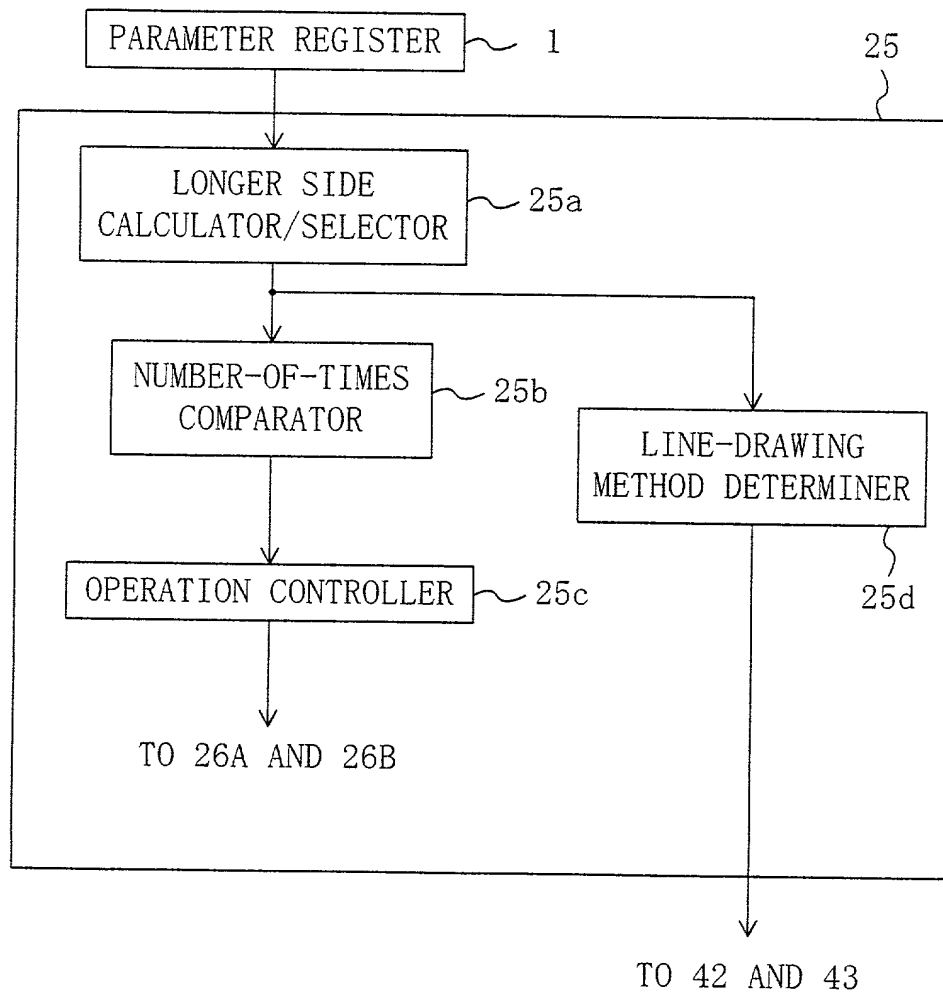 PARAMETER REGISTER
1
25
LONGER SIDE
CALCULATOR/SELECTOR
25a
NUMBER-OF-TIMES
COMPARATOR
25b
LINE-DRAWING
METHOD DETERMINER
25d
OPERATION CONTROLLER
25c
TO 26A AND 26B
TO 42 AND 43